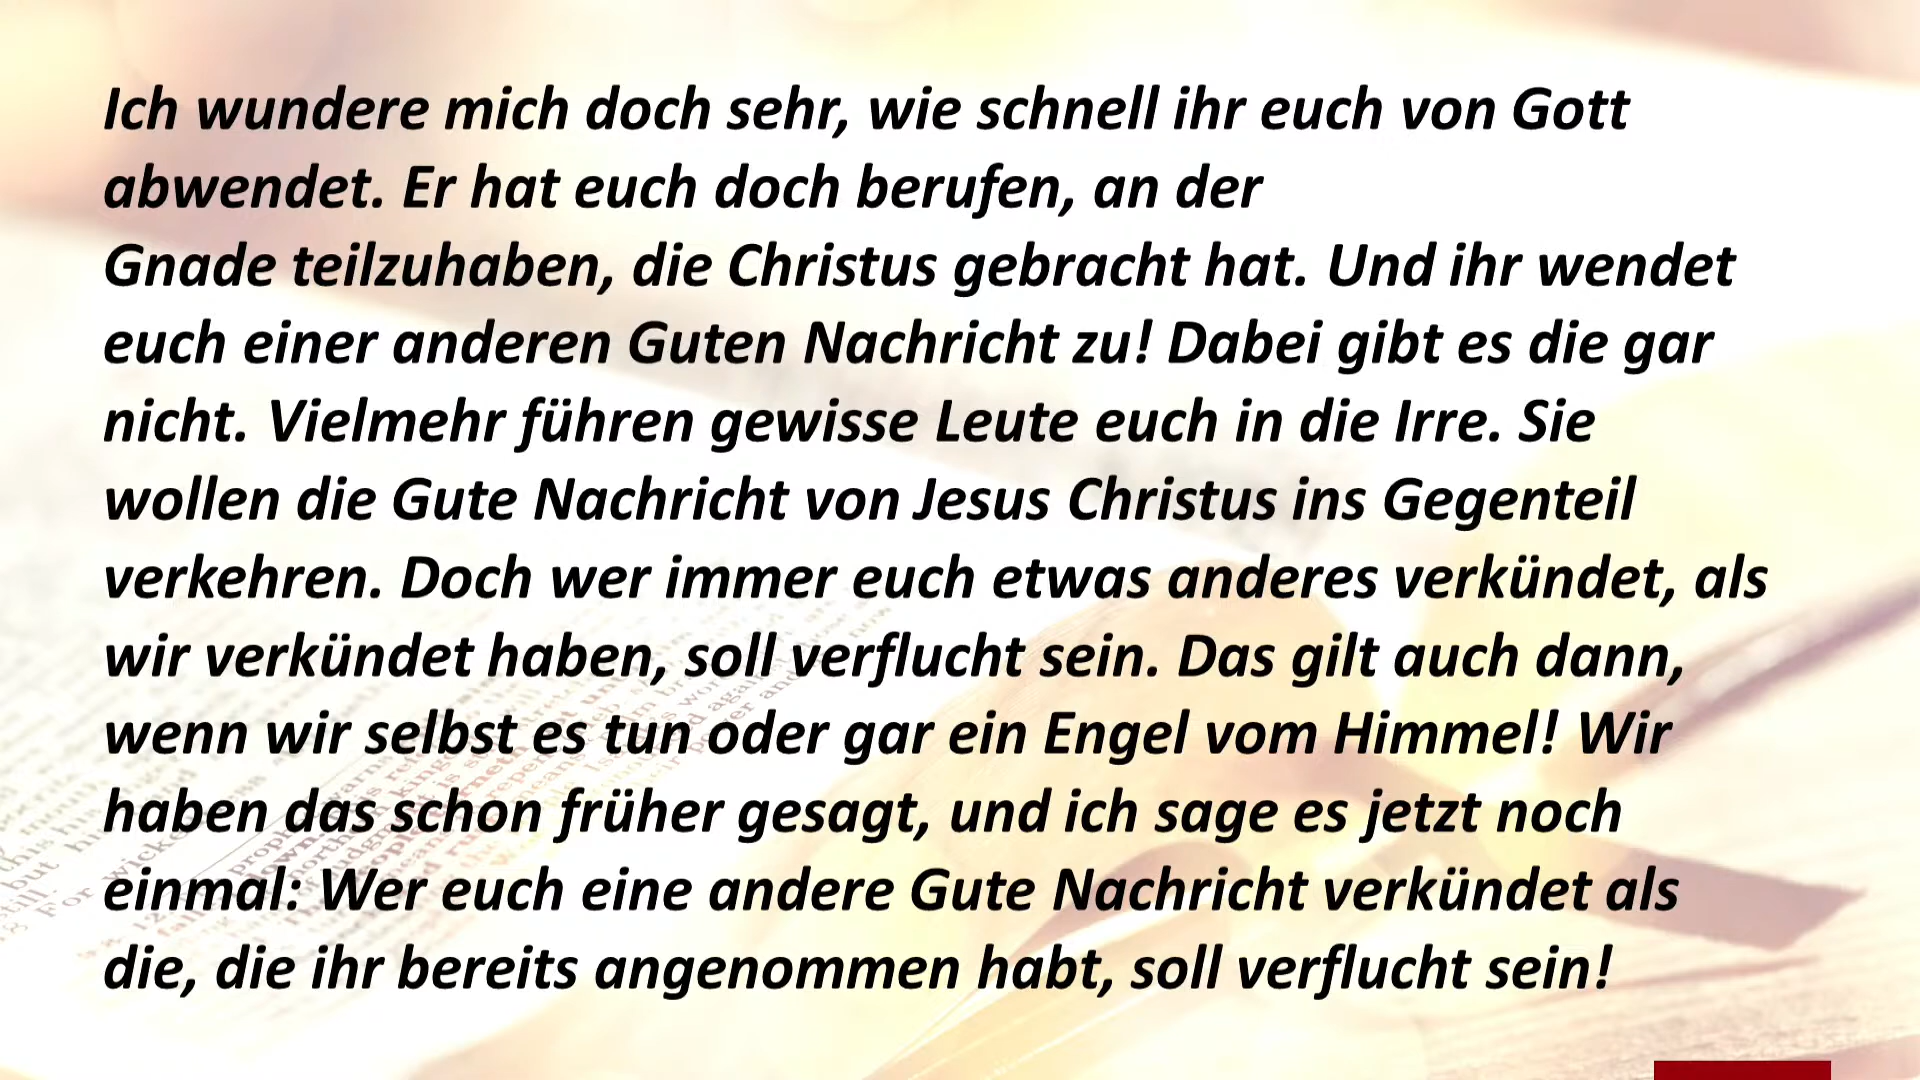 Ich wundere mich doch sehr, wie schnell ihr euch von Gott
abwendet. Er hat euch doch berufen, an der
Gnade teilzuhaben, die Christus gebracht hat. Und ihr wendet
euch einer anderen Guten Nachricht zu! Dabei gibt es die gar
nicht. Vielmehr führen gewisse Leute euch in die Irre. Sie
wollen die Gute Nachricht von Jesus Christus ins Gegenteil
verkehren. Doch wer immer euch etwas anderes verkündet, als
wir verkündet haben, soll verflucht sein. Das gilt auch dann,
wenn wir selbst es tun oder gar ein Engel vom Himmel! Wir
haben das schon früher gesagt, und ich sage es jetzt noch
einmal: Wer euch eine andere Gute Nachricht verkündet als
die, die ihr bereits angenommen habt, soll verflucht sein!